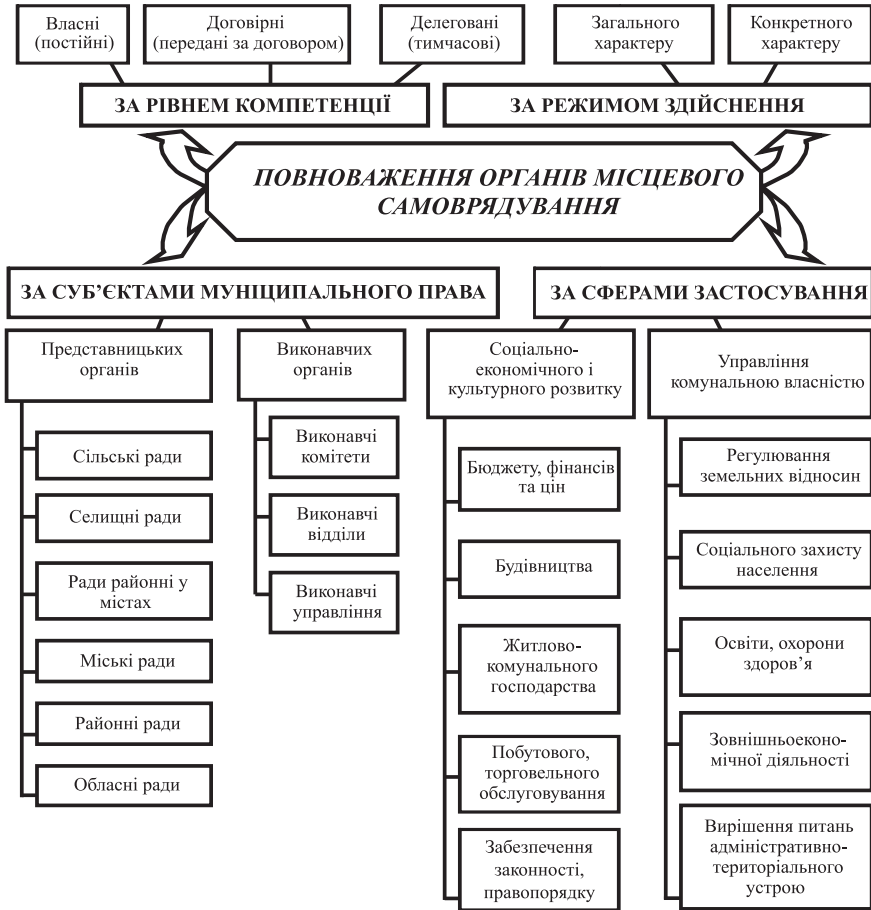 Власні
(постійні)
Договірні
(передані за договором)
Делеговані
(тимчасові)
Загального
характеру
Конкретного
характеру
ЗА РІВНЕМ КОМПЕТЕНЦІЇ
ЗА РЕЖИМОМ ЗДІЙСНЕННЯ
ПОВНОВАЖЕННЯ ОРГАНІВ МІСЦЕВОГО
САМОВРЯДУВАННЯ
ЗА СУБ’ЄКТАМИ МУНІЦИПАЛЬНОГО ПРАВА
ЗА СФЕРАМИ ЗАСТОСУВАННЯ
Представницьких
органів
Сільські ради
Селищні ради
Ради районні у
містах
Міські ради
Районні ради
Обласні ради
Виконавчих
органів
Виконавчі
комітети
Виконавчі
відділи
Виконавчі
управління
Соціально-
економічного і
культурного розвитку
Бюджету, фінансів
та цін
Будівництва
Житлово-
комунального
господарства
Побутового,
торговельного
обслуговування
Забезпечення
законності,
правопорядку
Управління
комунальною власністю
Регулювання
земельних відносин
Соціального захисту
населення
Освіти, охорони
здоров’я
Зовнішньоеконо-
мічної діяльності
Вирішення питань
адміністративно-
територіального
устрою